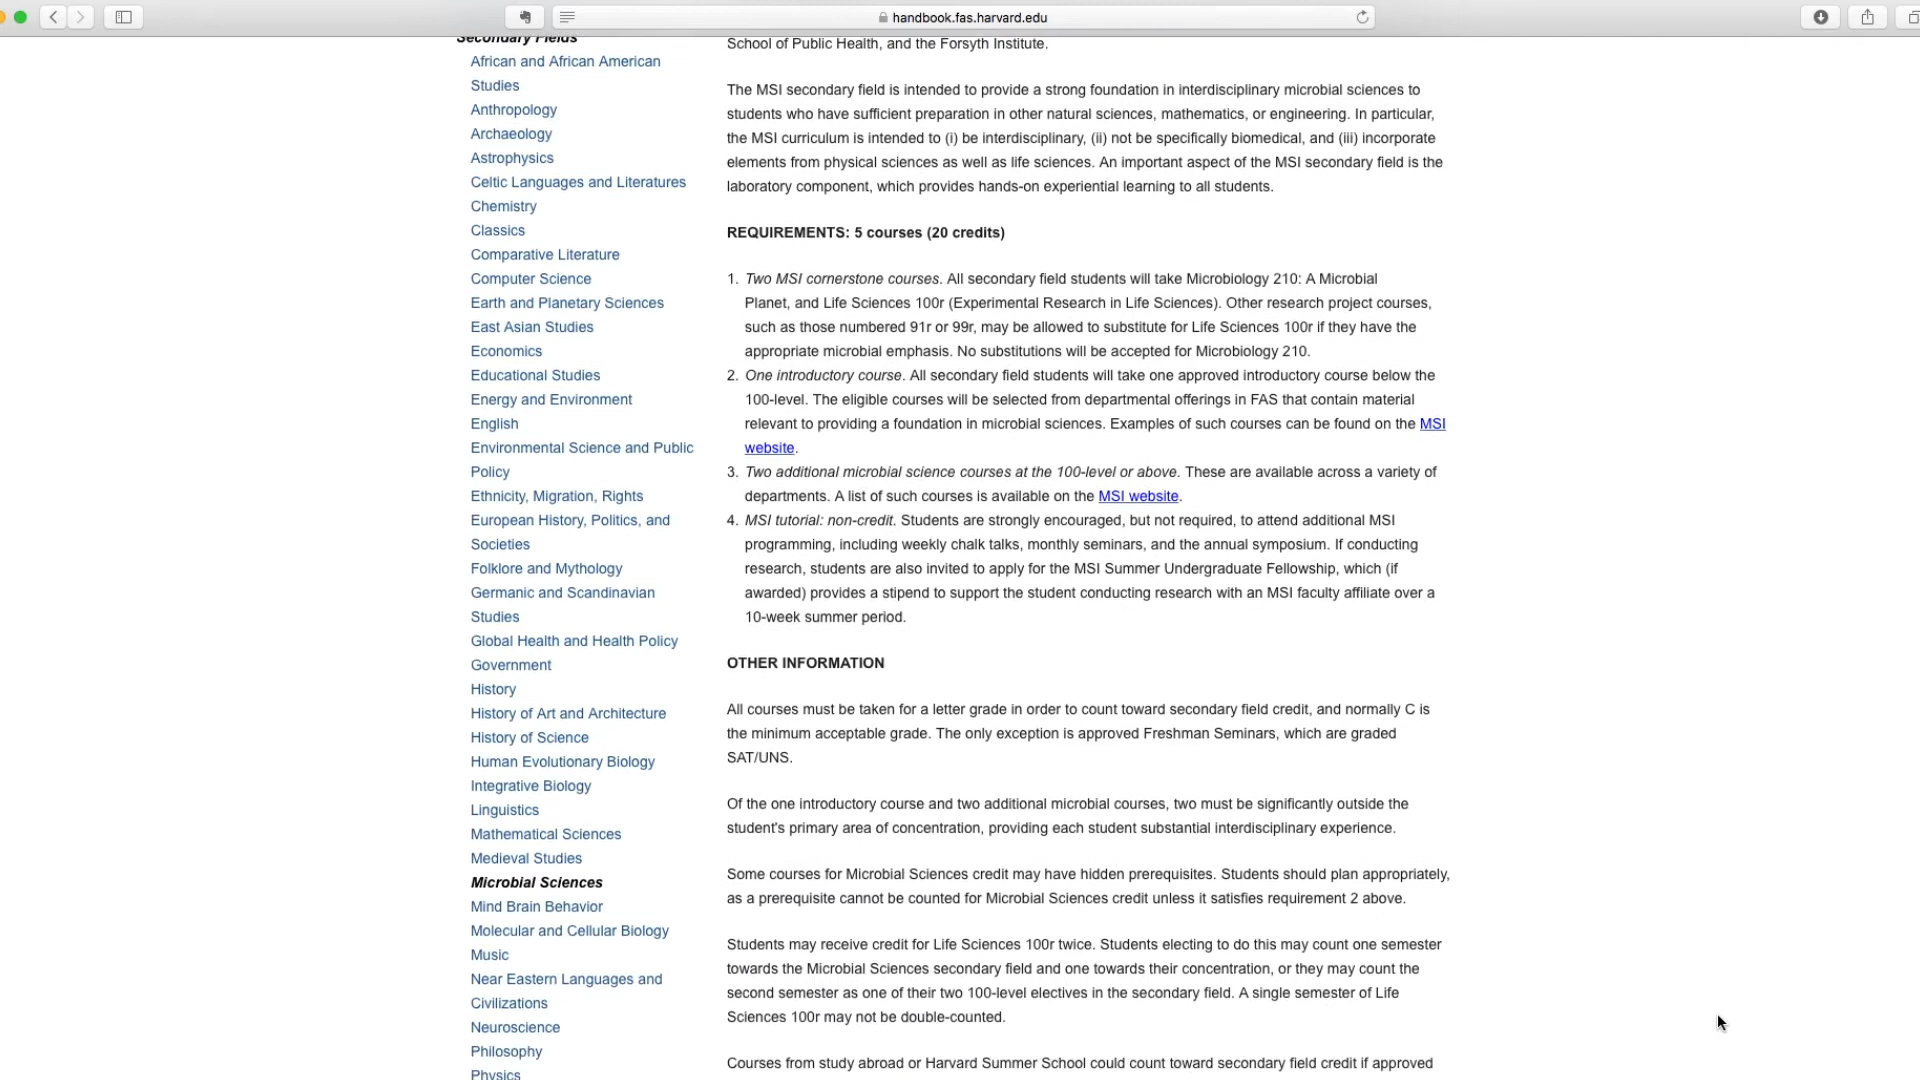 handbook.fas.harvard.edu
Secondary Fields
African and African American
Studies
Anthropology
Archaeology
Astrophysics
Celtic Languages and Literatures
Chemistry
Classics
Comparative Literature
Computer Science
Earth and Planetary Sciences
East Asian Studies
Economics
Educational Studies
Energy and Environment
English
Environmental Science and Public
Policy
Ethnicity, Migration, Rights
European History, Politics, and
Societies
Folklore and Mythology
Germanic and Scandinavian
Studies
Global Health and Health Policy
Government
History
History of Art and Architecture
History of Science
Human Evolutionary Biology
Integrative Biology
Linguistics
Mathematical Sciences
Medieval Studies
Microbial Sciences
Mind Brain Behavior
Molecular and Cellular Biology
Music
Near Eastern Languages and
Civilizations
Neuroscience
Philosophy
Physics
School of Public Health, and the Forsyth Institute.
The MSI secondary field is intended to provide a strong foundation in interdisciplinary microbial sciences to
students who have sufficient preparation in other natural sciences, mathematics, or engineering. In particular,
the MSI curriculum is intended to (i) be interdisciplinary, (ii) not be specifically biomedical, and (iii) incorporate
elements from physical sciences as well as life sciences. An important aspect of the MSI secondary field is the
laboratory component, which provides hands-on experiential learning to all students.
REQUIREMENTS: 5 courses (20 credits)
1. Two MSI cornerstone courses. All secondary field students will take Microbiology 210: A Microbial
Planet, and Life Sciences 100r (Experimental Research in Life Sciences). Other research project courses,
such as those numbered 91r or 99r, may be allowed to substitute for Life Sciences 100r if they have the
appropriate microbial emphasis. No substitutions will be accepted for Microbiology 210.
2. One introductory course. All secondary field students will take one approved introductory course below the
100-level. The eligible courses will be selected from departmental offerings in FAS that contain material
relevant to providing a foundation in microbial sciences. Examples of such courses can be found on the MSI
website.
3. Two additional microbial science courses at the 100-level or above. These are available across a variety of
departments. A list of such courses is available on the MSI website.
4. MSI tutorial: non-credit. Students are strongly encouraged, but not required, to attend additional MSI
programming, including weekly chalk talks, monthly seminars, and the annual symposium. If conducting
research, students are also invited to apply for the MSI Summer Undergraduate Fellowship, which (if
awarded) provides a stipend to support the student conducting research with an MSI faculty affiliate over a
10-week summer period.
OTHER INFORMATION
All courses must be taken for a letter grade in order to count toward secondary field credit, and normally C is
the minimum acceptable grade. The only exception is approved Freshman Seminars, which are graded
SAT/UNS.
Of the one introductory course and two additional microbial courses, two must be significantly outside the
student's primary area of concentration, providing each student substantial interdisciplinary experience.
Some courses for Microbial Sciences credit may have hidden prerequisites. Students should plan appropriately,
as a prerequisite cannot be counted for Microbial Sciences credit unless it satisfies requirement 2 above.
Students may receive credit for Life Sciences 100r twice. Students electing to do this may count one semester
towards the Microbial Sciences secondary field and one towards their concentration, or they may count the
second semester as one of their two 100-level electives in the secondary field. A single semester of Life
Sciences 100r may not be double-counted.
Courses from study abroad or Harvard Summer School could count toward secondary field credit if approved